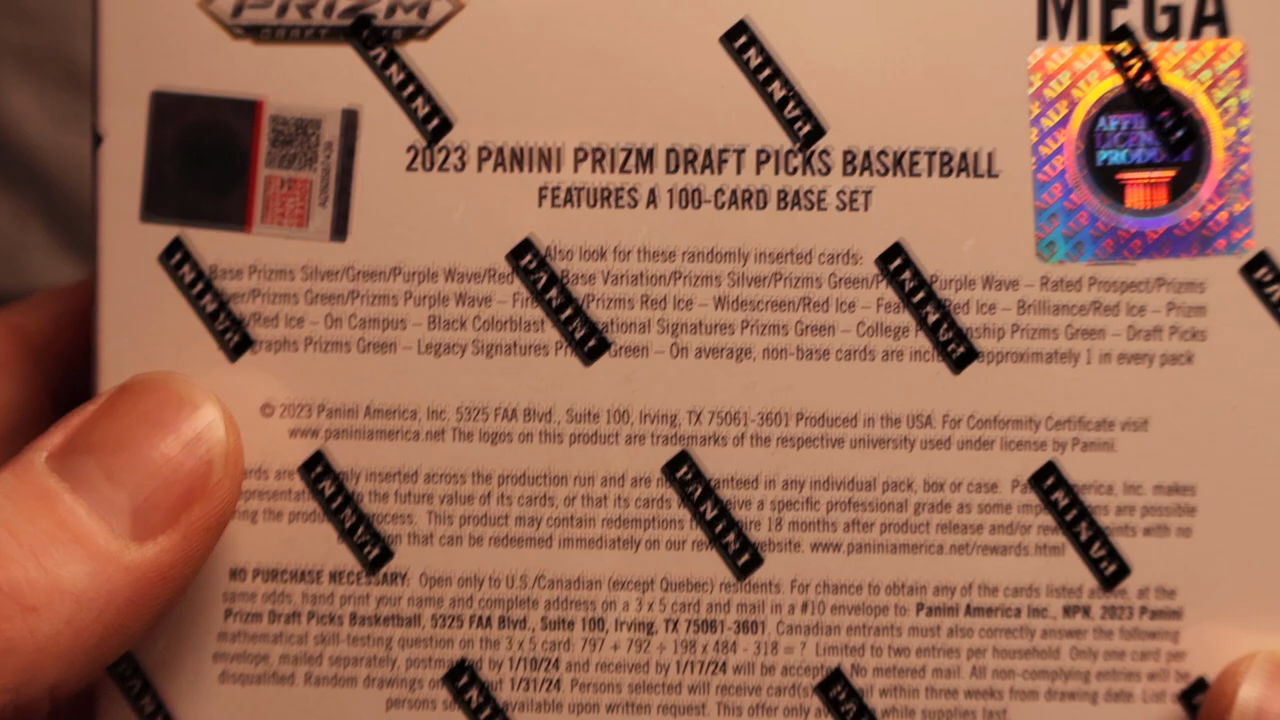 PRIZM
MEGA
2023 PANINI PRIZM DRAFT PICKS BASKETBALL
FEATURES A 100-CARD BASE SET
Also look for these randomly inserted cards:
Base Prizms Silver/Green/Purple Wave/Red Base Variation/Prizms Silver/Prizms Green/ Purple Wave – Rated Prospect/Prizms
/Prizms Green/Prizms Purple Wave – /Prizms Red Ice – Widescreen/Red Ice – Red Ice – Brilliance/Red Ice – Prizm
/Red Ice – On Campus – Black Colorblast Signatures Prizms Green – College Prizms Green – Draft Picks
Prizms Green – Legacy Signatures Green – On average, non-base cards are approximately 1 in every pack
© 2023 Panini America, Inc. 5325 FAA Blvd., Suite 100, Irving, TX 75061-3601 Produced in the USA. For Conformity Certificate visit
www.paniniamerica.net The logos on this product are trademarks of the respective university used under license by Panini.
are inserted across the production run and are in any individual pack, box or case. Inc. makes
to the future value of its cards, or that its cards a specific professional grade as some are possible
the This product may contain redemptions 18 months after product release and/or with no
that can be redeemed immediately on our website. www.paniniamerica.net/rewards.html
NO PURCHASE NECESSARY: Open only to U.S./Canadian (except Quebec) residents. For chance to obtain any of the cards listed above, at the
same odds, hand print your name and complete address on a 3 x 5 card and mail in a #10 envelope to: Panini America Inc., NPN, 2023 Panini
Prizm Draft Picks Basketball, 5325 FAA Blvd., Suite 100, Irving, TX 75061-3601. Canadian entrants must also correctly answer the following
mathematical skill-testing question on the 3 x 5 card: 797 + 792 ÷ 198 x 484 - 318 = ? Limited to two entries per household. Only one card per
envelope, mailed separately, postmarked by 1/10/24 and received by 1/17/24 will be accepted. No metered mail. All non-complying entries will be
disqualified. Random drawings on 1/31/24. Persons selected will receive card(s) within three weeks from drawing date. List
persons available upon written request. This offer only while supplies last.
PANINI
PANINI
PANINI
PANINI
PANINI
PANINI
PANINI
PANINI